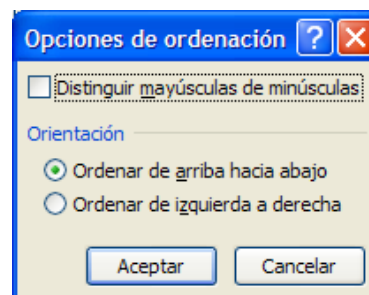 Opciones de ordenación
Distinguir mayúsculas de minúsculas
Orientación
Ordenar de arriba hacia abajo
Ordenar de izquierda a derecha
Aceptar Cancelar